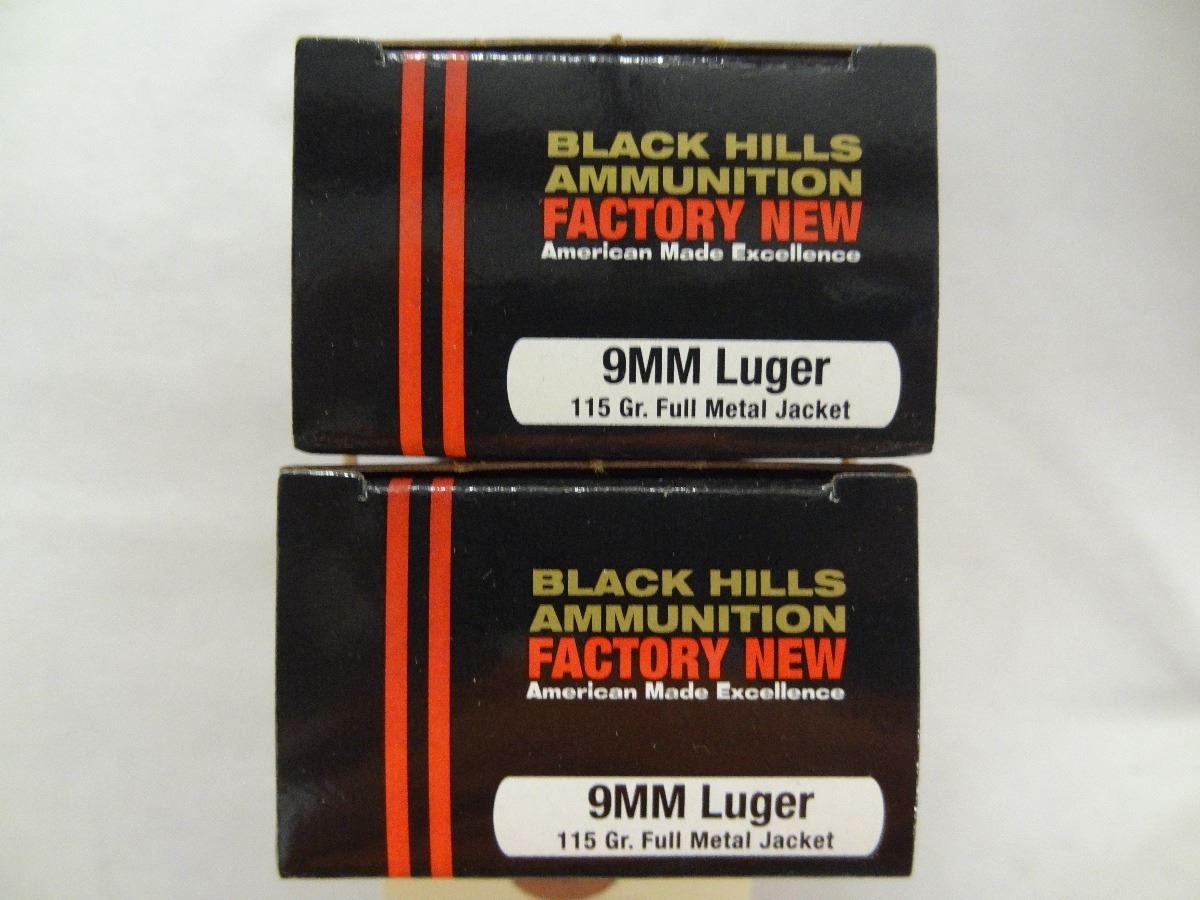 BLACK HILLS
AMMUNITION
FACTORY NEW
American Made Excellence
9MM Luger
115 Gr. Full Metal Jacket
BLACK HILLS
AMMUNITION
FACTORY NEW
American Made Excellence
9MM Luger
115 Gr. Full Metal Jacket